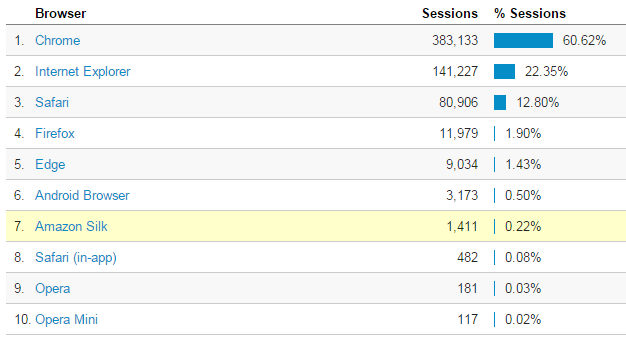 Browser Sessions % Sessions
1. Chrome 383,133 60.62%
2. Internet Explorer 141,227 22.35%
3. Safari 80,906 12.80%
4. Firefox 11,979 1.90%
5. Edge 9,034 1.43%
6. Android Browser 3,173 0.50%
7. Amazon Silk 1,411 0.22%
8. Safari (in-app) 482 0.08%
9. Opera 181 0.03%
10. Opera Mini 117 0.02%